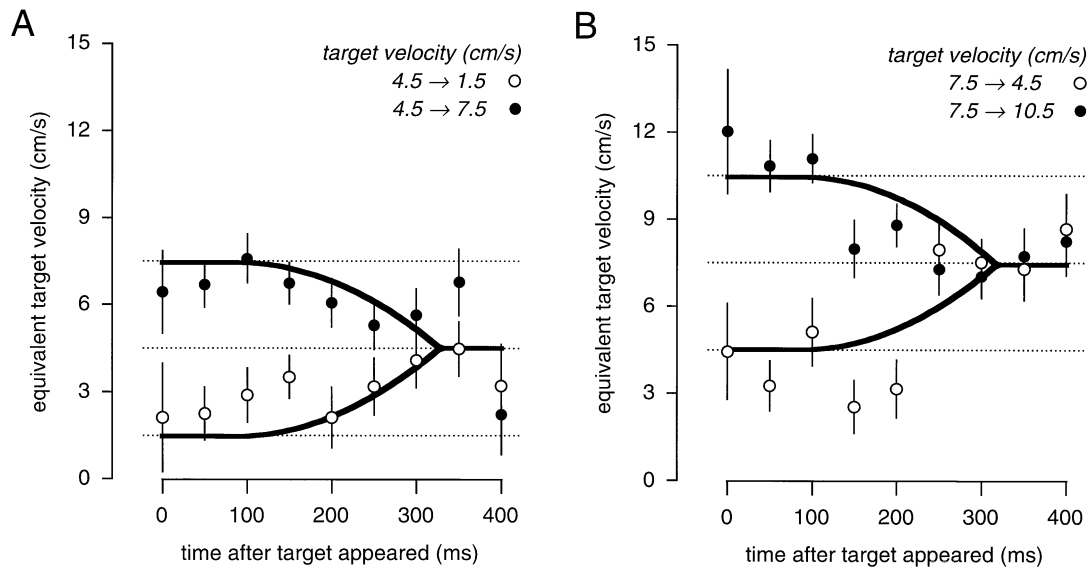 A
equivalent target velocity (cm/s)
15
12
9
6
3
0
target velocity (cm/s)
4.5 → 1.5
4.5 → 7.5
0 100 200 300 400
time after target appeared (ms)
B
equivalent target velocity (cm/s)
15
12
9
6
3
0
target velocity (cm/s)
7.5 → 4.5
7.5 → 10.5
0 100 200 300 400
time after target appeared (ms)